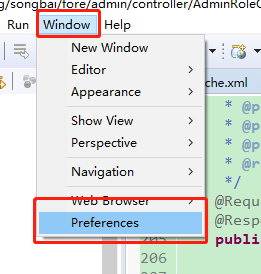 g/songbai/fore/admin/controller/AdminRoleC
Run Window Help
New Window
Editor
Appearance
Show View
Perspective
Navigation
Web Browser
Preferences
che.xml
* @p
* @p
* @p
* @r
*/
@Requ
@Resp
205 publi
206
207